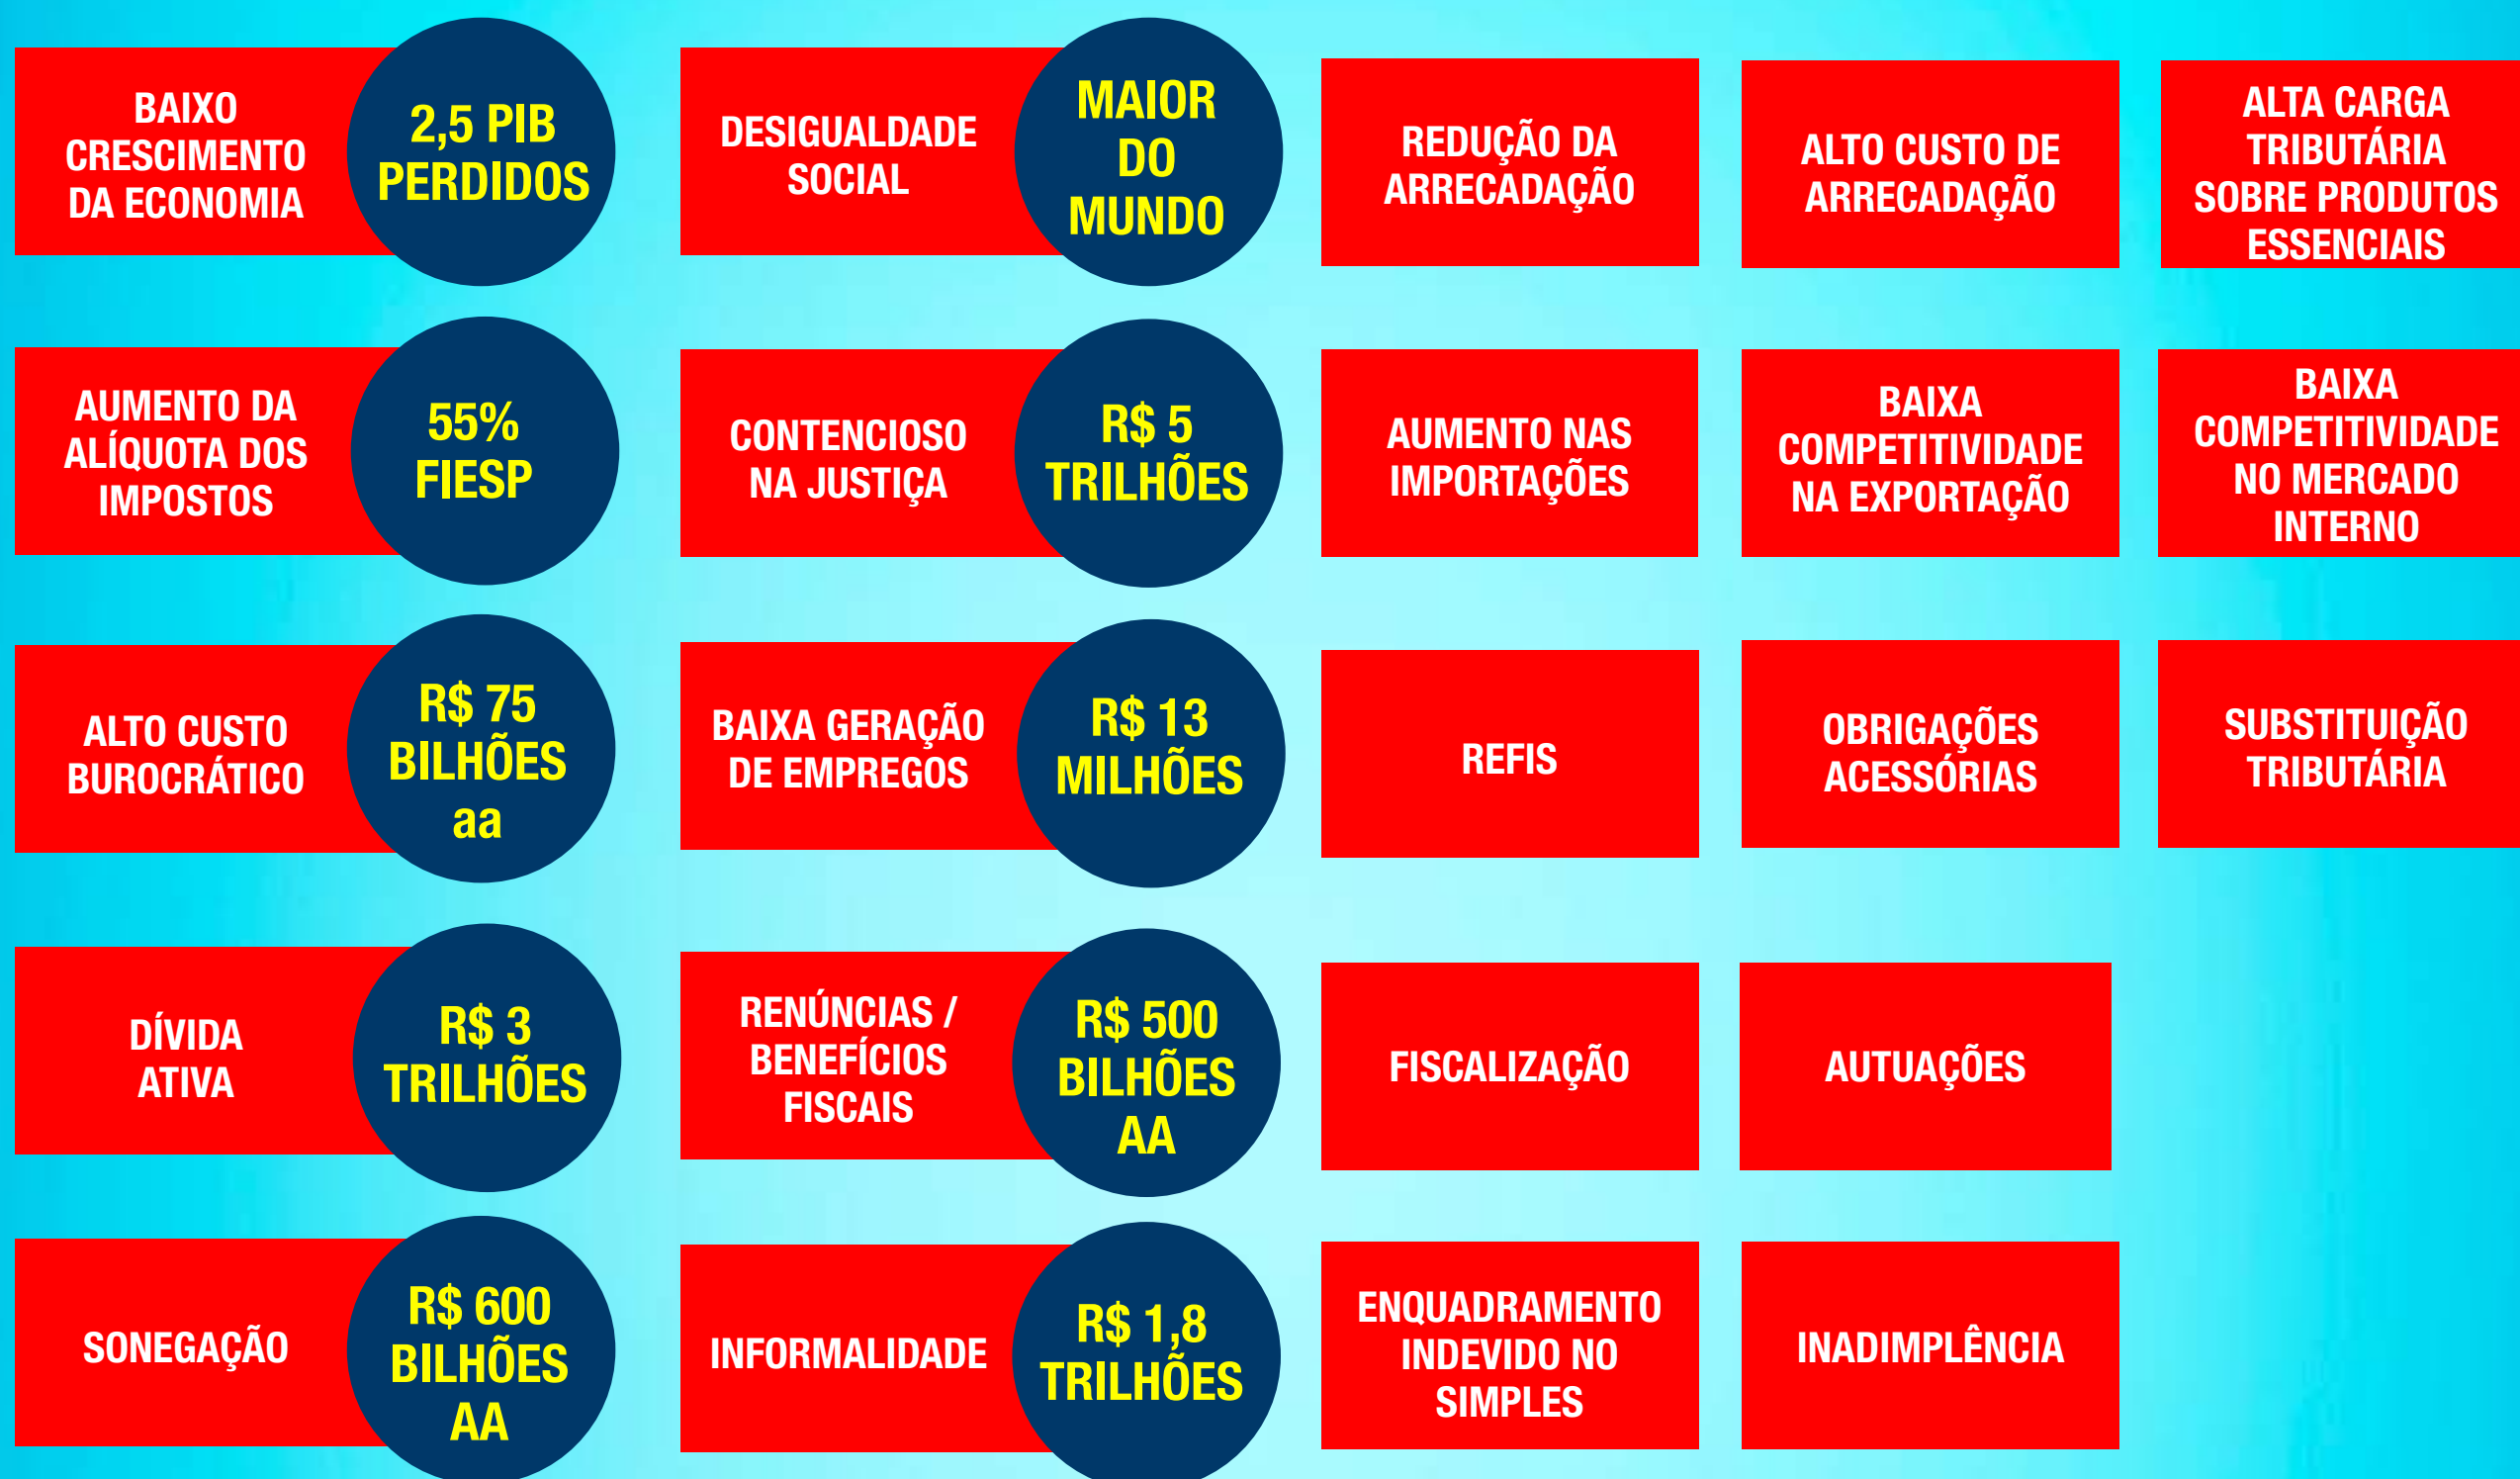 BAIXO
CRESCIMENTO
DA ECONOMIA
2,5 PIB
PERDIDOS
DESIGUALDADE
SOCIAL
MAIOR
DO
MUNDO
REDUÇÃO DA
ARRECADAÇÃO
ALTO CUSTO DE
ARRECADAÇÃO
ALTA CARGA
TRIBUTÁRIA
SOBRE PRODUTOS
ESSENCIAIS
AUMENTO DA
ALÍQUOTA DOS
IMPOSTOS
55%
FIESP
CONTENCIOSO
NA JUSTIÇA
R$ 5
TRILHÕES
AUMENTO NAS
IMPORTAÇÕES
BAIXA
COMPETITIVIDADE
NA EXPORTAÇÃO
BAIXA
COMPETITIVIDADE
NO MERCADO
INTERNO
ALTO CUSTO
BUROCRÁTICO
R$ 75
BILHÕES
aa
BAIXA GERAÇÃO
DE EMPREGOS
R$ 13
MILHÕES
REFIS
OBRIGAÇÕES
ACESSÓRIAS
SUBSTITUIÇÃO
TRIBUTÁRIA
DÍVIDA
ATIVA
R$ 3
TRILHÕES
RENÚNCIAS /
BENEFÍCIOS
FISCAIS
R$ 500
BILHÕES
AA
FISCALIZAÇÃO
AUTUAÇÕES
SONEGAÇÃO
R$ 600
BILHÕES
AA
INFORMALIDADE
R$ 1,8
TRILHÕES
ENQUADRAMENTO
INDEVIDO NO
SIMPLES
INADIMPLÊNCIA